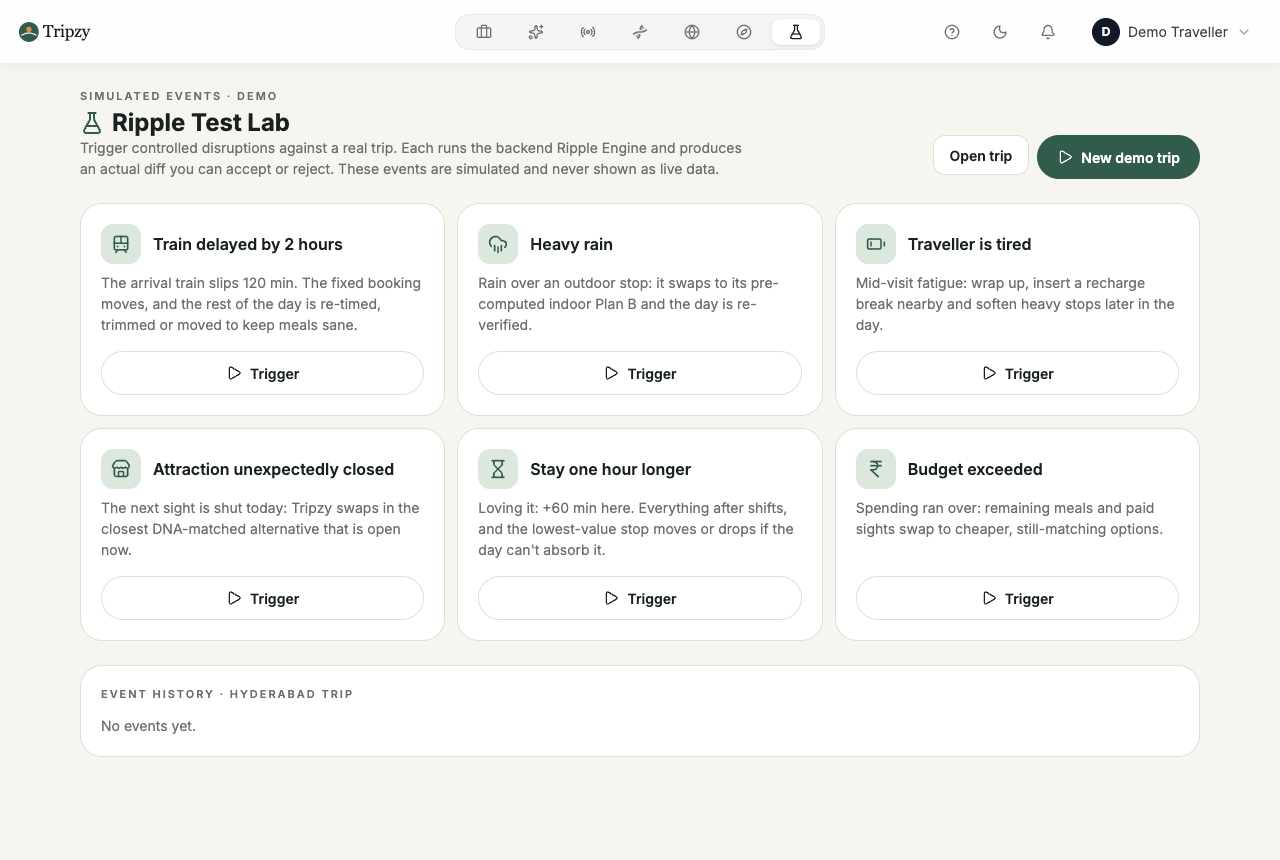 Tripzy
D
Demo Traveller
SIMULATED EVENTS · DEMO
Ripple Test Lab
Trigger controlled disruptions against a real trip. Each runs the backend Ripple Engine and produces
an actual diff you can accept or reject. These events are simulated and never shown as live data.
Open trip
New demo trip
Train delayed by 2 hours
The arrival train slips 120 min. The fixed booking
moves, and the rest of the day is re-timed,
trimmed or moved to keep meals sane.
Trigger
Heavy rain
Rain over an outdoor stop: it swaps to its pre-
computed indoor Plan B and the day is re-
verified.
Trigger
Traveller is tired
Mid-visit fatigue: wrap up, insert a recharge
break nearby and soften heavy stops later in the
day.
Trigger
Attraction unexpectedly closed
The next sight is shut today: Tripzy swaps in the
closest DNA-matched alternative that is open
now.
Trigger
Stay one hour longer
Loving it: +60 min here. Everything after shifts,
and the lowest-value stop moves or drops if the
day can't absorb it.
Trigger
₹
Budget exceeded
Spending ran over: remaining meals and paid
sights swap to cheaper, still-matching options.
Trigger
EVENT HISTORY · HYDERABAD TRIP
No events yet.